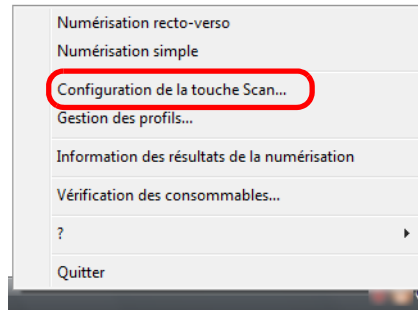 Numérisation recto-verso
Numérisation simple
Configuration de la touche Scan...
Gestion des profils...
Information des résultats de la numérisation
Vérification des consommables...
?
Quitter